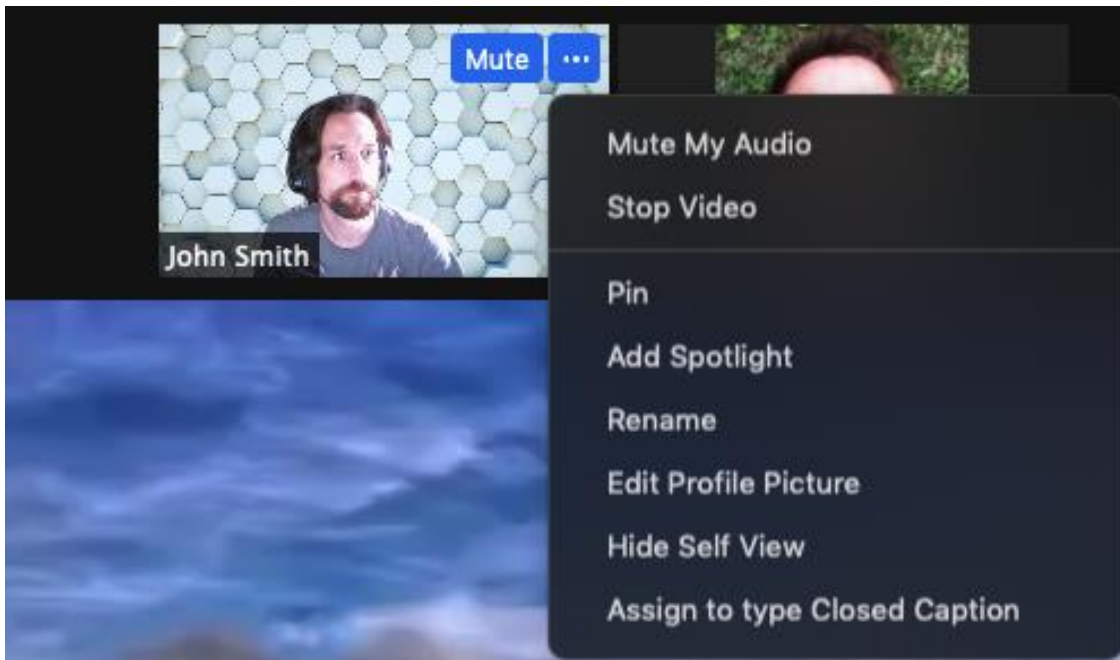 Mute ...
John Smith
Mute My Audio
Stop Video
Pin
Add Spotlight
Rename
Edit Profile Picture
Hide Self View
Assign to type Closed Caption